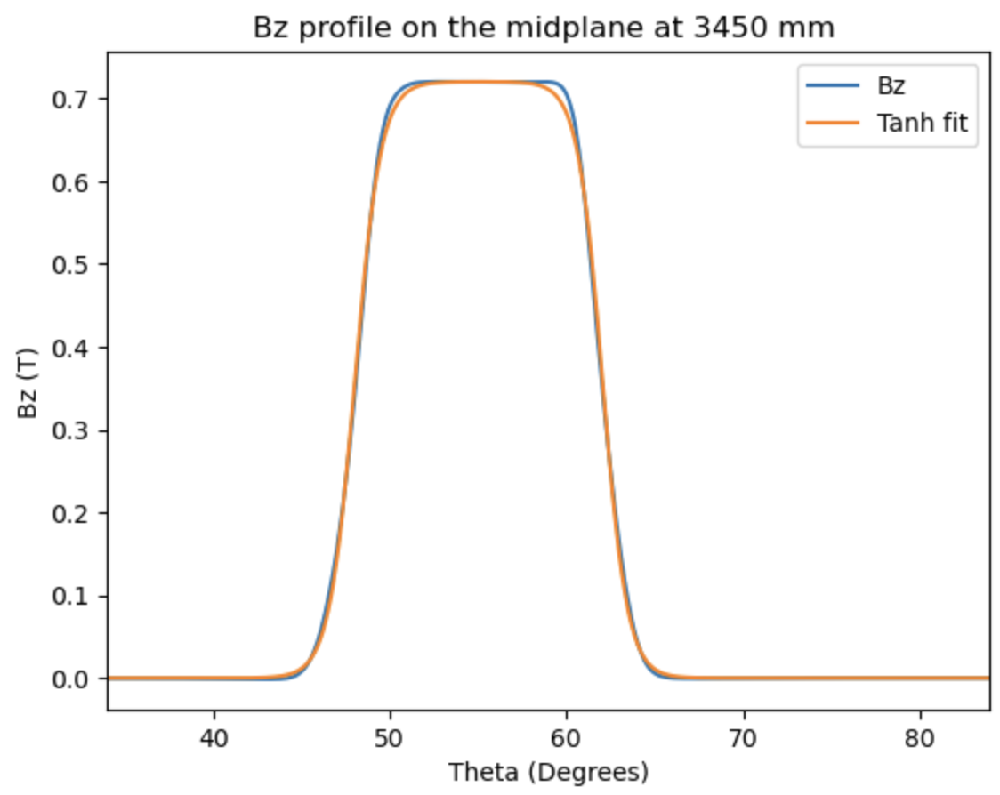 Bz profile on the midplane at 3450 mm
Bz
Tanh fit
0.7
0.6
0.5
0.4
0.3
0.2
0.1
0.0
Bz (T)
40 50 60 70 80
Theta (Degrees)